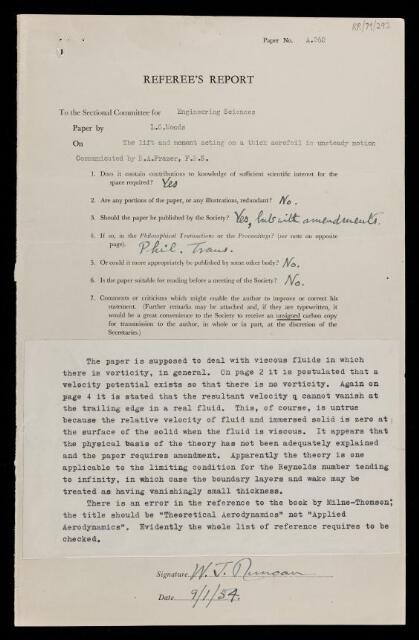 RR/71/292
Paper No. A.260
REFEREE'S REPORT
To the Sectional Committee for Engineering Sciences
Paper by L.C.Woods
On The lift and moment acting on a thick aerofoil in unsteady motion
Communicated by R.A.Frazer, F.R.S.
1. Does it contain contributions to knowledge of sufficient scientific interest for the
space required? Yes
2. Are any portions of the paper, or any illustrations, redundant? No.
3. Should the paper be published by the Society? Yes, but with amendments.
4. If so, in the Philosophical Transactions or the Proceedings? (see note on opposite
page). Phil. Trans.
5. Or could it more appropriately be published by some other body? No.
6. Is the paper suitable for reading before a meeting of the Society? No.
7. Comments or criticisms which might enable the author to improve or correct his
statement. (Further remarks may be attached and, if they are typewritten, it
would be a great convenience to the Society to receive an unsigned carbon copy
for transmission to the author, in whole or in part, at the discretion of the
Secretaries.)
The paper is supposed to deal with viscous fluids in which
there is vorticity, in general. On page 2 it is postulated that a
velocity potential exists so that there is no vorticity. Again on
page 4 it is stated that the resultant velocity q cannot vanish at
the trailing edge in a real fluid. This, of course, is untrue
because the relative velocity of fluid and immersed solid is zero at
the surface of the solid when the fluid is viscous. It appears that
the physical basis of the theory has not been adequately explained
and the paper requires amendment. Apparently the theory is one
applicable to the limiting condition for the Reynolds number tending
to infinity, in which case the boundary layers and wake may be
treated as having vanishingly small thickness.
There is an error in the reference to the book by Milne-Thomson;
the title should be "Theoretical Aerodynamics" not "Applied
Aerodynamics". Evidently the whole list of reference requires to be
checked.
Signature W. J. Duncan
Date 9/1/54.